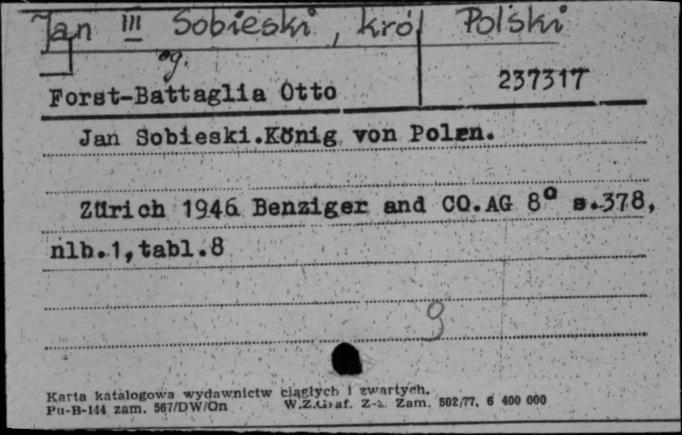 Jan III Sobieski, król Polski
og.
Forst-Battaglia Otto 237317
Jan Sobieski.König von Polen.
Zürich 1946 Benziger and CO.AG 8° s.378,
nlb.1,tabl.8
9
Karta katalogowa wydawnictw ciągłych i zwartych.
Pu-B-144 zam. 567/DW/On W.Z.Graf. Z-2. Zam. 502/77. 6 400 000